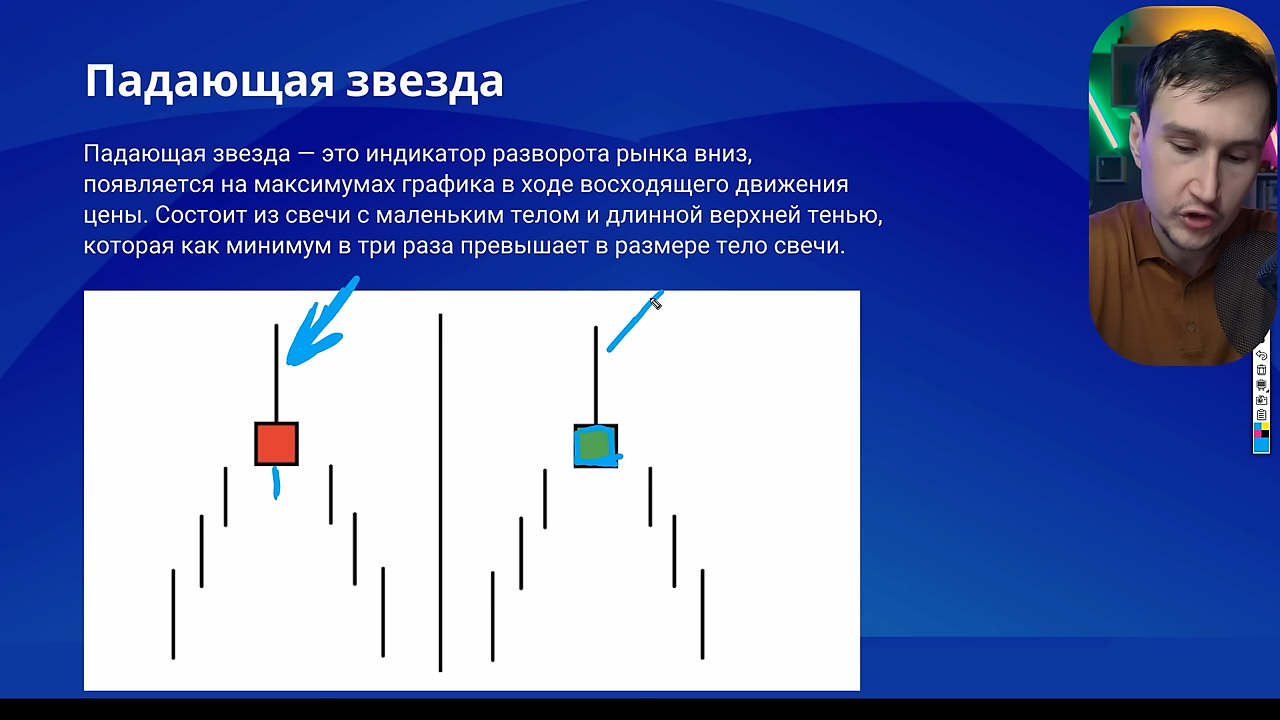 Падающая звезда
Падающая звезда — это индикатор разворота рынка вниз,
появляется на максимумах графика в ходе восходящего движения
цены. Состоит из свечи с маленьким телом и длинной верхней тенью,
которая как минимум в три раза превышает в размере тело свечи.